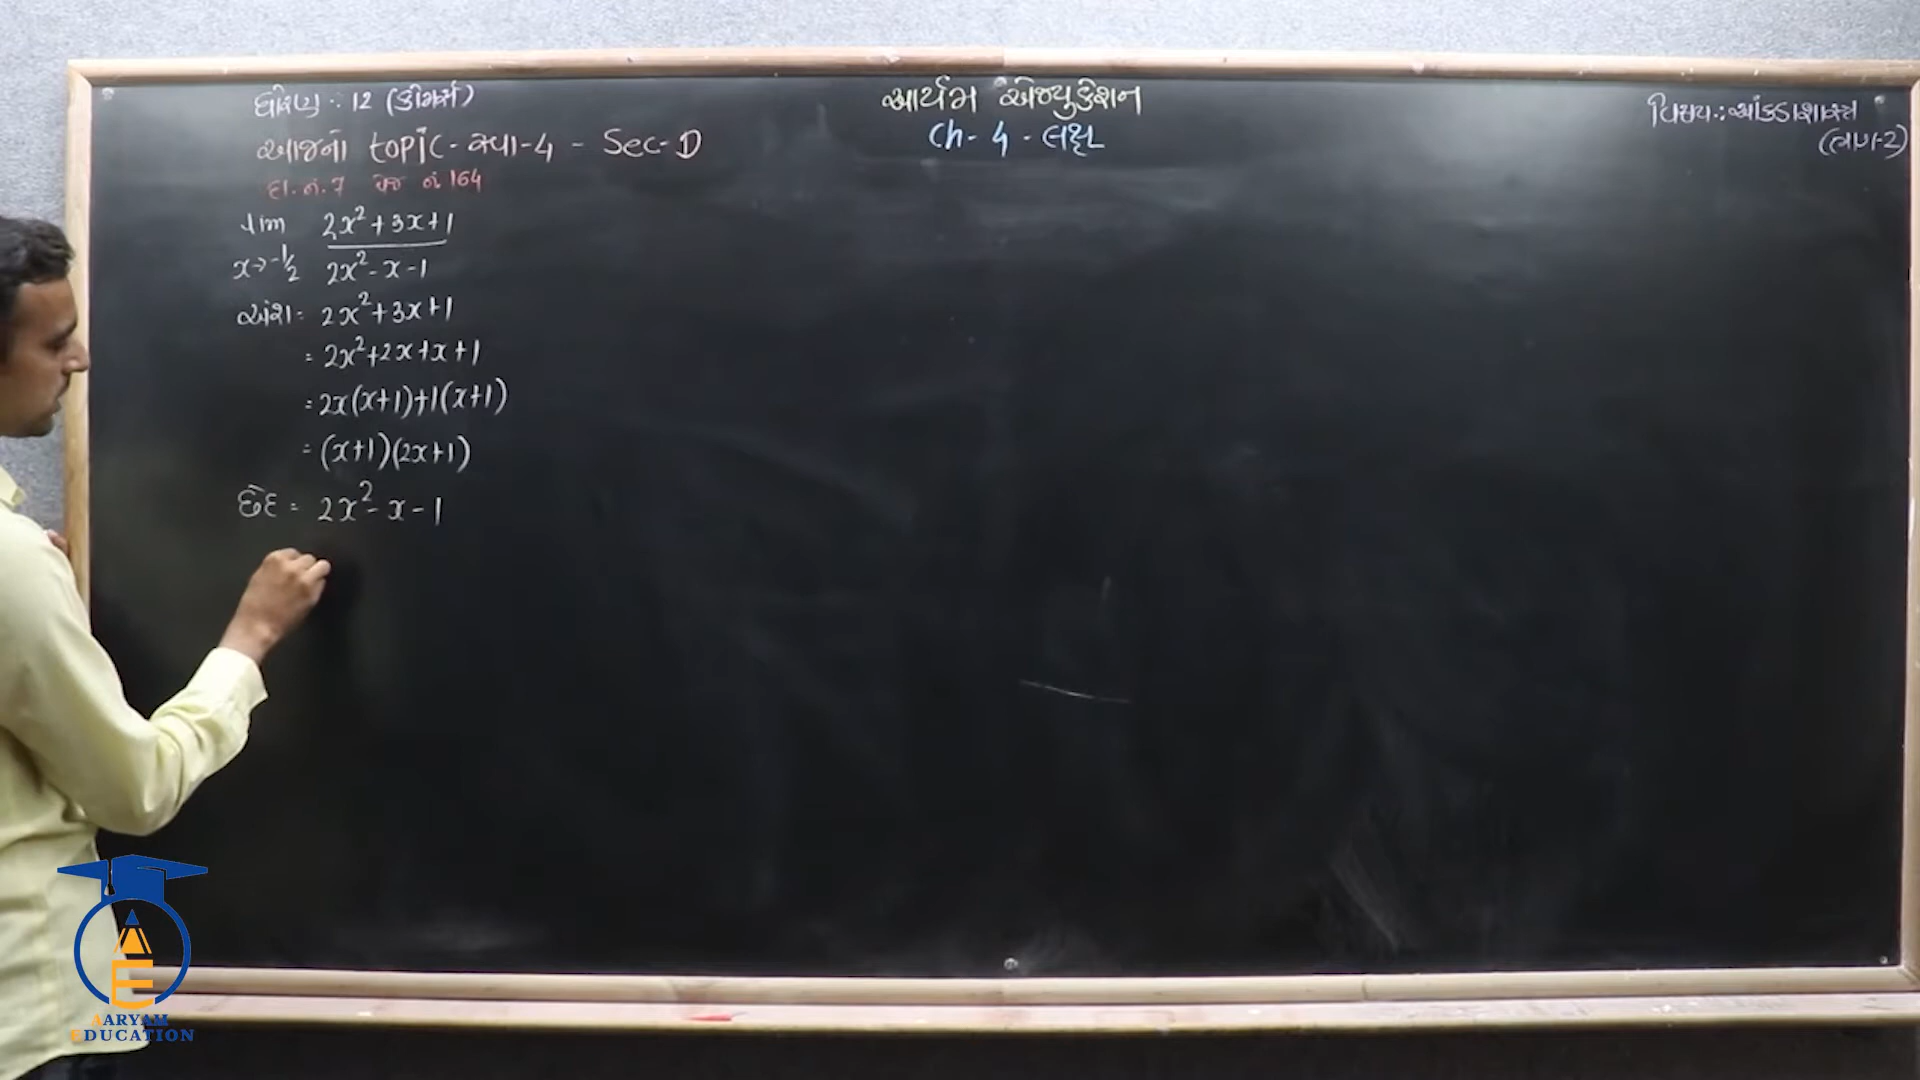 ધોરણ : 12 (કોમર્સ)
આર્યમ એજ્યુકેશન
વિષય : આંકડાશાસ્ત્ર
(ભાગ-2)
આજનો topic - સ્વા-4 - Sec-D
Ch- 4 - લક્ષ
દા.નં. 7 પેજ નં 164
lim 2x²+3x+1
x→-1/2 2x²-x-1
અંશ = 2x²+3x+1
= 2x²+2x+x+1
= 2x(x+1)+1(x+1)
= (x+1)(2x+1)
છેદ = 2x²-x-1
AARYAM
EDUCATION